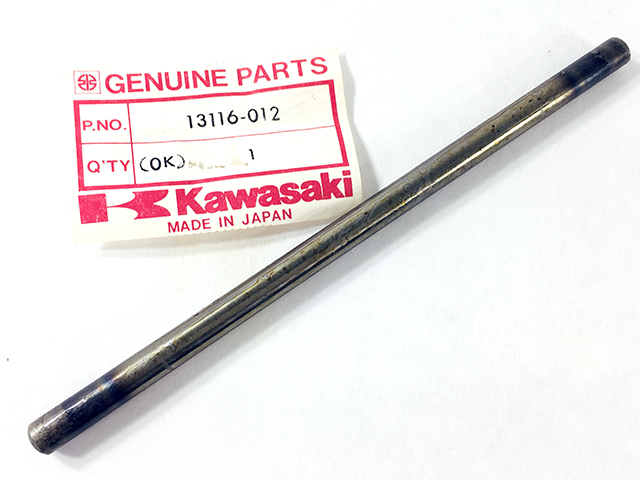 GENUINE PARTS
P.NO. 13116-012
Q'TY (OK) 1
Kawasaki
MADE IN JAPAN